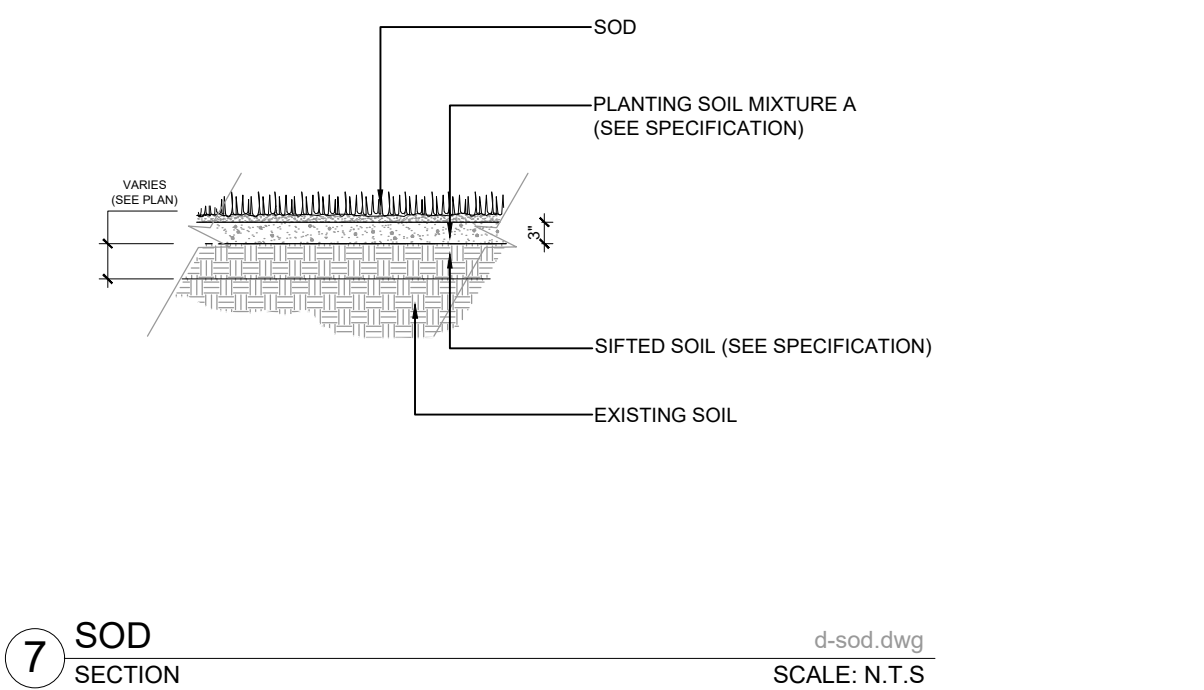 SOD
PLANTING SOIL MIXTURE A
(SEE SPECIFICATION)
VARIES
(SEE PLAN)
3"
SIFTED SOIL (SEE SPECIFICATION)
EXISTING SOIL
7
SOD
d-sod.dwg
SECTION
SCALE: N.T.S